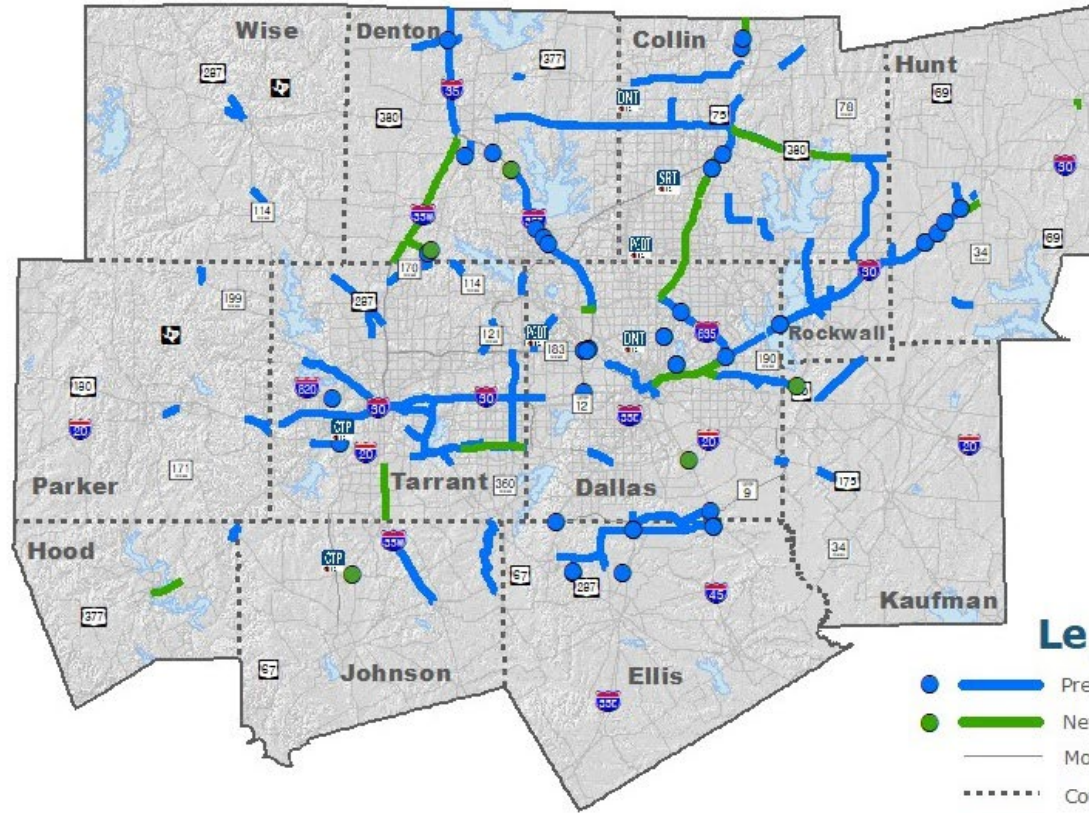 Wise
Denton
Collin
Hunt
287
377
69
35
DNT
380
75
78
380
30
SRT
114
35W
35E
PGBT
34
69
170
30
199
287
114
121
PGBT
183
DNT
635
190
Rockwall
180
820
30
30
12
35E
20
CTP
20
20
171
Parker
Tarrant
360
Dallas
9
175
Hood
35W
67
CTP
287
45
34
377
Kaufman
67
Johnson
Ellis
35E
Le
Pre
Ne
Mo
Co